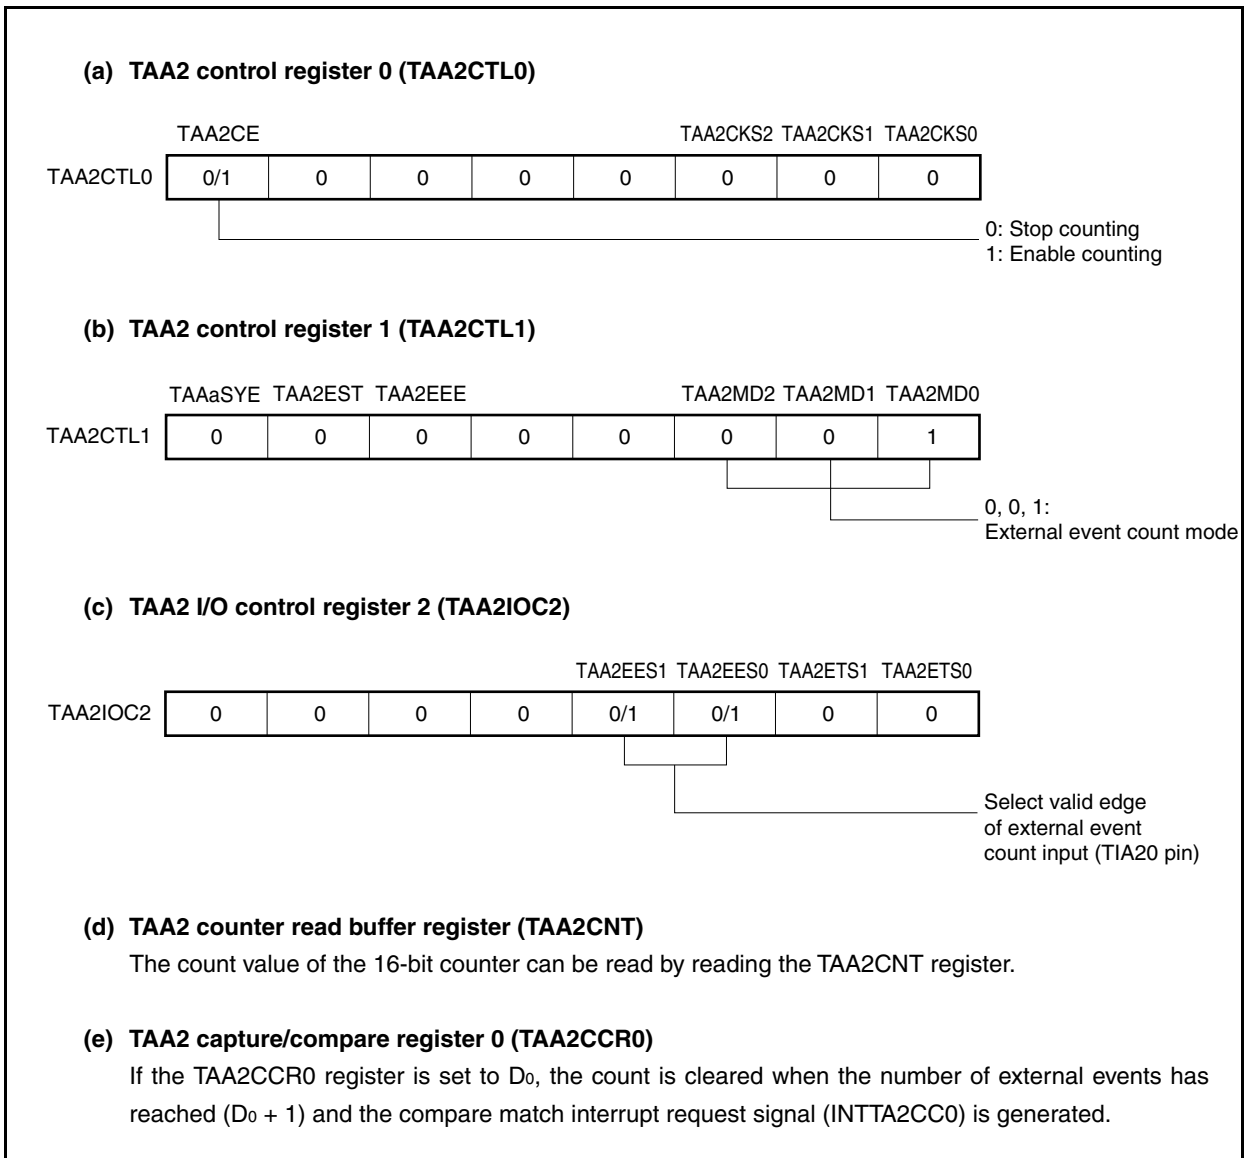 (a) TAA2 control register 0 (TAA2CTL0)
TAA2CE TAA2CKS2 TAA2CKS1 TAA2CKS0
TAA2CTL0 0/1 0 0 0 0 0 0 0
0: Stop counting
1: Enable counting
(b) TAA2 control register 1 (TAA2CTL1)
TAAaSYE TAA2EST TAA2EEE TAA2MD2 TAA2MD1 TAA2MD0
TAA2CTL1 0 0 0 0 0 0 0 1
0, 0, 1:
External event count mode
(c) TAA2 I/O control register 2 (TAA2IOC2)
TAA2EES1 TAA2EES0 TAA2ETS1 TAA2ETS0
TAA2IOC2 0 0 0 0 0/1 0/1 0 0
Select valid edge
of external event
count input (TIA20 pin)
(d) TAA2 counter read buffer register (TAA2CNT)
The count value of the 16-bit counter can be read by reading the TAA2CNT register.
(e) TAA2 capture/compare register 0 (TAA2CCR0)
If the TAA2CCR0 register is set to D0, the count is cleared when the number of external events has
reached (D0 + 1) and the compare match interrupt request signal (INTTA2CC0) is generated.